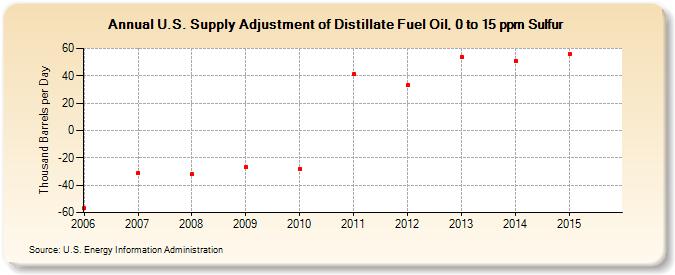 Annual U.S. Supply Adjustment of Distillate Fuel Oil, 0 to 15 ppm Sulfur
Thousand Barrels per Day
60
40
20
0
-20
-40
-60
2006 2007 2008 2009 2010 2011 2012 2013 2014 2015
Source: U.S. Energy Information Administration